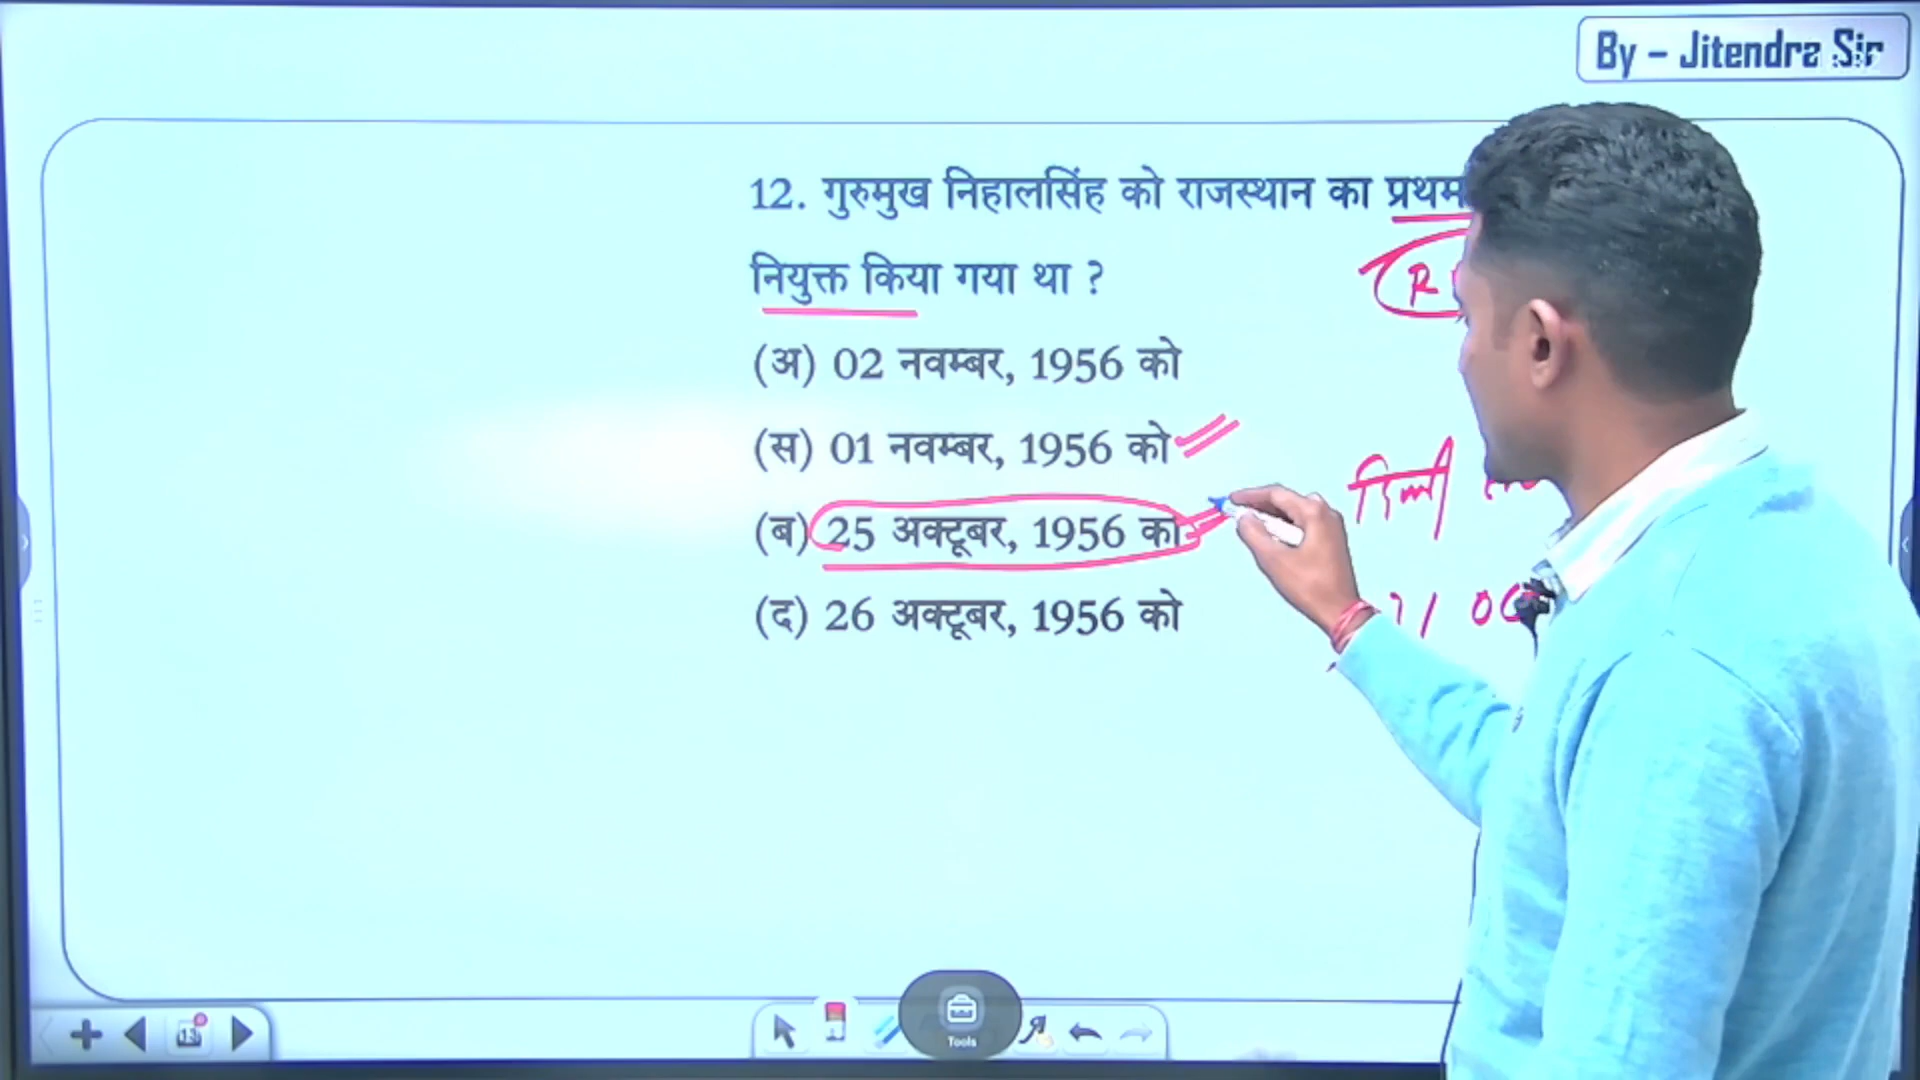 By - Jitendra Sir
12. गुरुमुख निहालसिंह को राजस्थान का प्रथम
नियुक्त किया गया था ?
(अ) 02 नवम्बर, 1956 को
(स) 01 नवम्बर, 1956 को
(ब) 25 अक्टूबर, 1956 को
(द) 26 अक्टूबर, 1956 को
R
दिल्ली
Tools